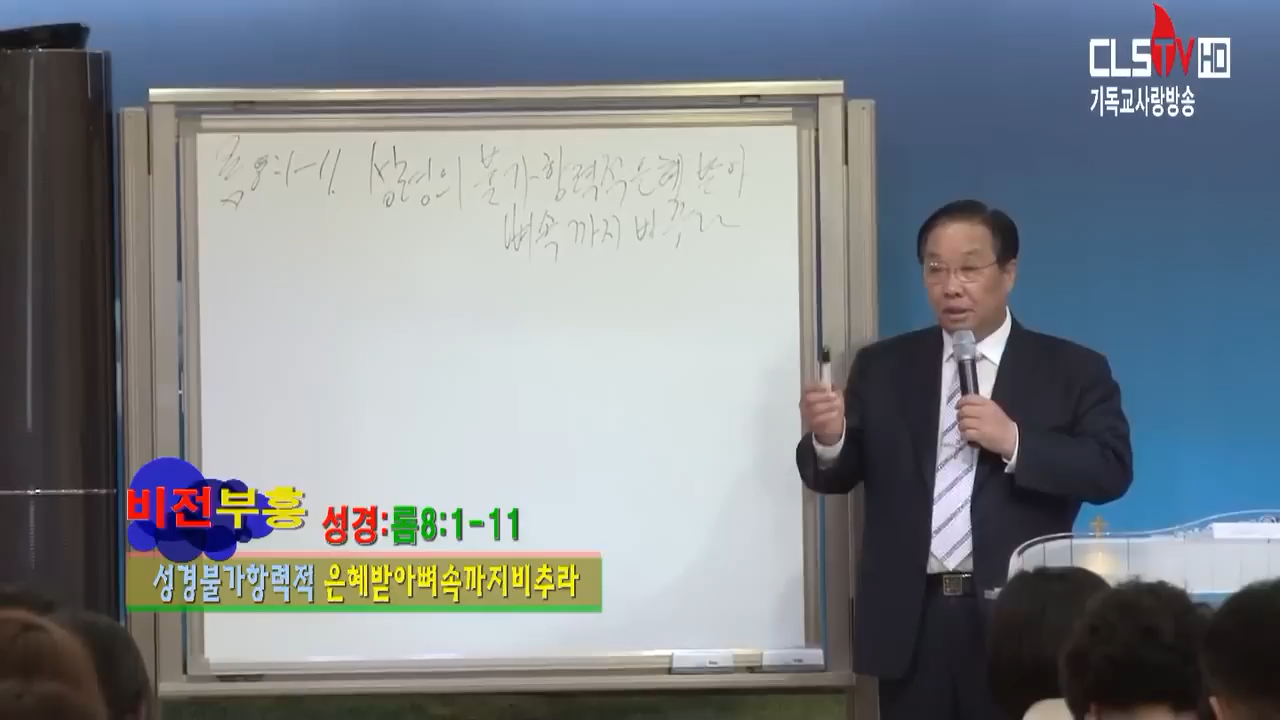 CLSTV HD
기독교사랑방송
롬 8:1-11. 성령의 불가항력적은혜 받아
뼈속까지 비추라
비전부흥
성경:롬8:1-11
성경불가항력적 은혜받아뼈속까지비추라